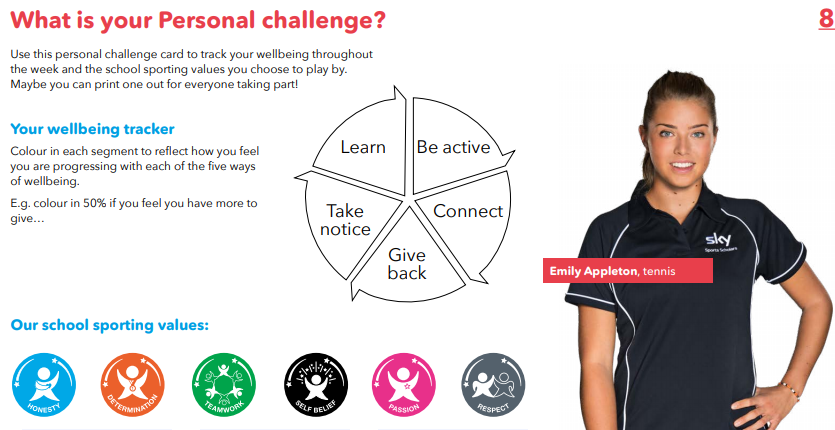 What is your Personal challenge?
8
Use this personal challenge card to track your wellbeing throughout
the week and the school sporting values you choose to play by.
Maybe you can print one out for everyone taking part!
Your wellbeing tracker
Colour in each segment to reflect how you feel
you are progressing with each of the five ways
of wellbeing.
E.g. colour in 50% if you feel you have more to
give…
Learn
Be active
Take
notice
Connect
Give
back
sky
Sports Scholars
Emily Appleton, tennis
Our school sporting values:
HONESTY
DETERMINATION
TEAMWORK
SELF BELIEF
PASSION
RESPECT